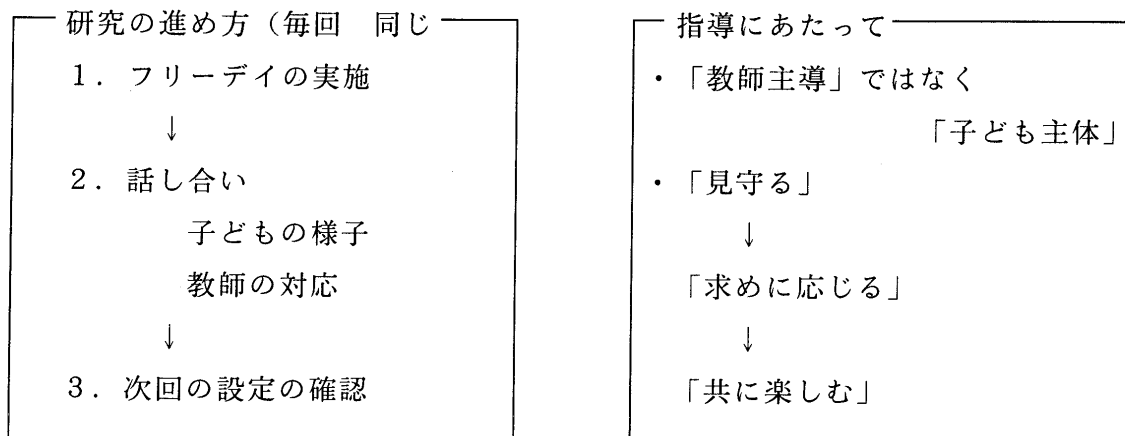 研究の進め方（毎回　同じ
１．フリーデイの実施
↓
２．話し合い
子どもの様子
教師の対応
↓
３．次回の設定の確認
指導にあたって
・「教師主導」ではなく
「子ども主体」
・「見守る」
↓
「求めに応じる」
↓
「共に楽しむ」